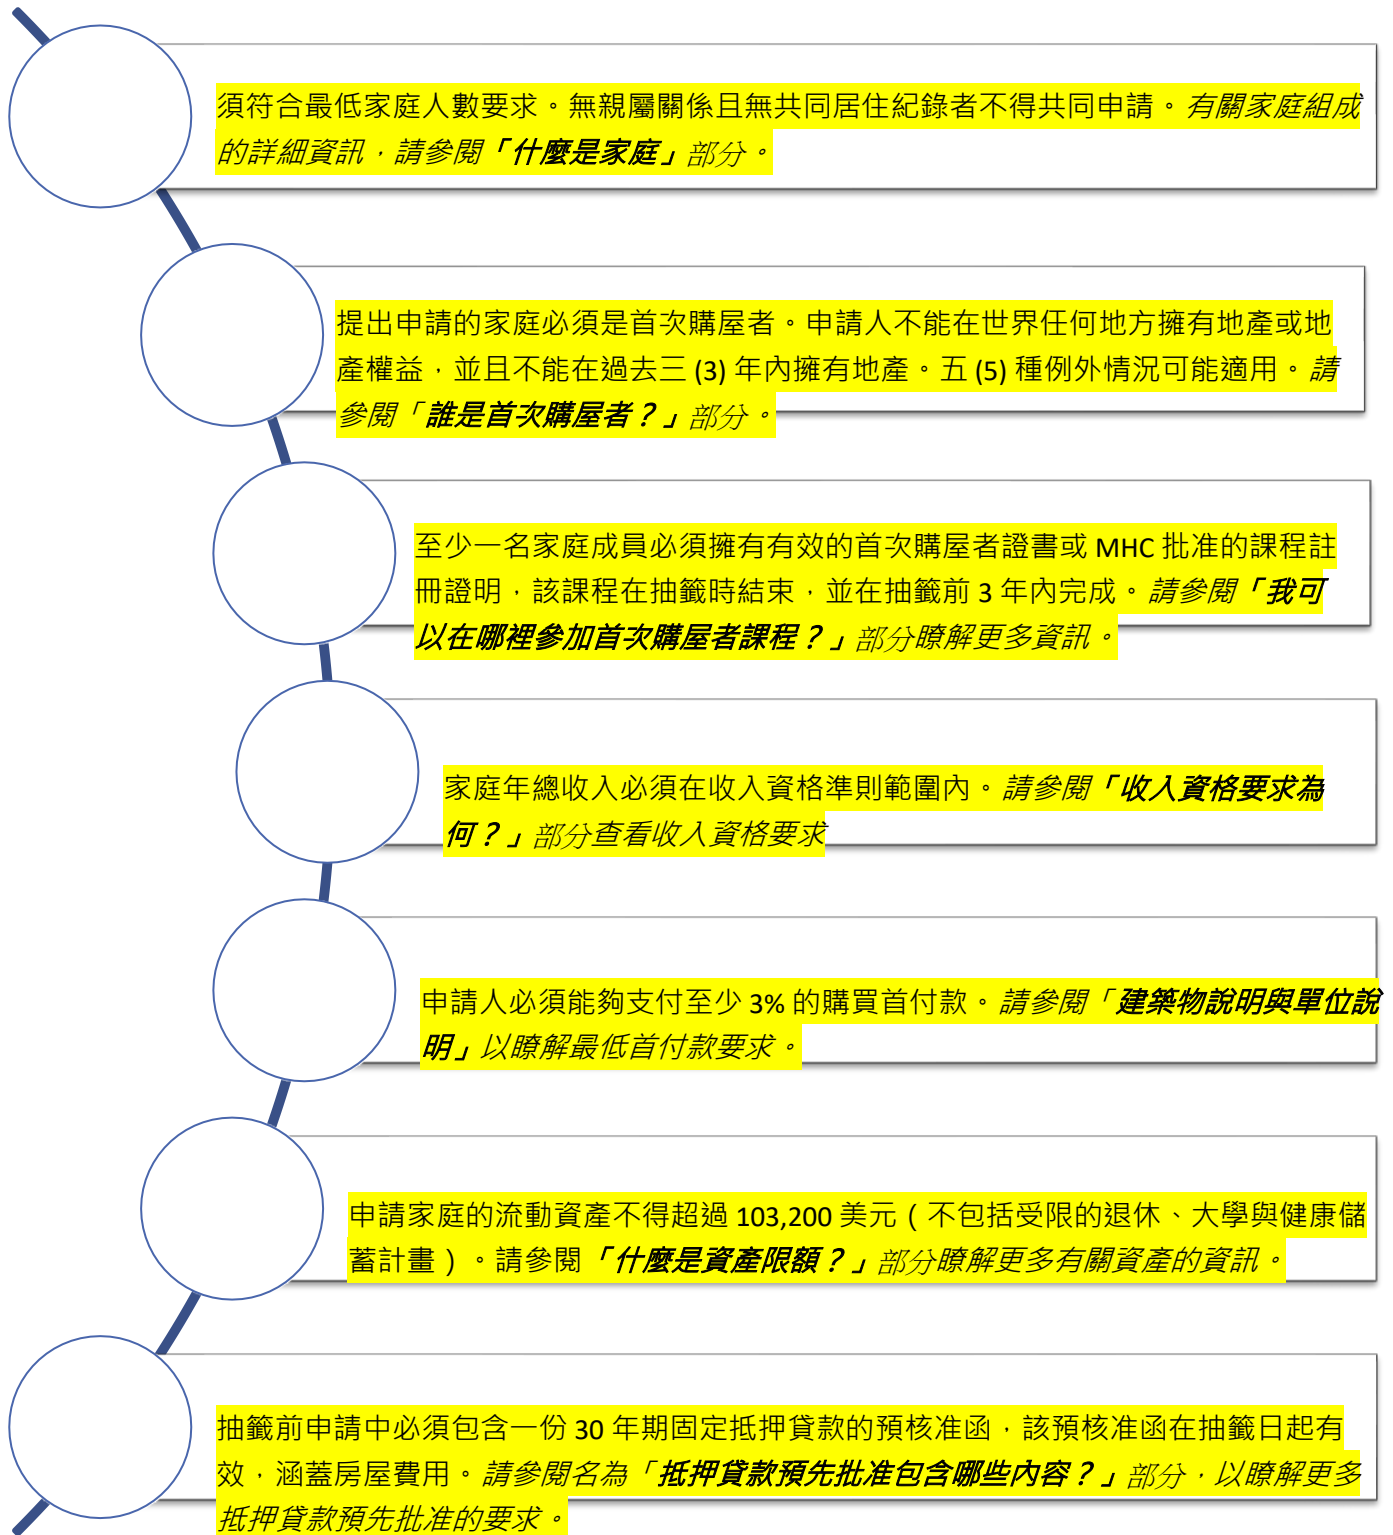 須符合最低家庭人數要求。無親屬關係且無共同居住紀錄者不得共同申請。有關家庭組成
的詳細資訊，請參閱「什麼是家庭」部分。
提出申請的家庭必須是首次購屋者。申請人不能在世界任何地方擁有地產或地
產權益，並且不能在過去三 (3) 年內擁有地產。五 (5) 種例外情況可能適用。請
參閱「誰是首次購屋者？」部分。
至少一名家庭成員必須擁有有效的首次購屋者證書或 MHC 批准的課程註
冊證明，該課程在抽籤時結束，並在抽籤前 3 年內完成。請參閱「我可
以在哪裡參加首次購屋者課程？」部分瞭解更多資訊。
家庭年總收入必須在收入資格準則範圍內。請參閱「收入資格要求為
何？」部分查看收入資格要求
申請人必須能夠支付至少 3% 的購買首付款。請參閱「建築物說明與單位說
明」以瞭解最低首付款要求。
申請家庭的流動資產不得超過 103,200 美元（不包括受限的退休、大學與健康儲
蓄計畫）。請參閱「什麼是資產限額？」部分瞭解更多有關資產的資訊。
抽籤前申請中必須包含一份 30 年期固定抵押貸款的預核准函，該預核准函在抽籤日起有
效，涵蓋房屋費用。請參閱名為「抵押貸款預先批准包含哪些內容？」部分，以瞭解更多
抵押貸款預先批准的要求。